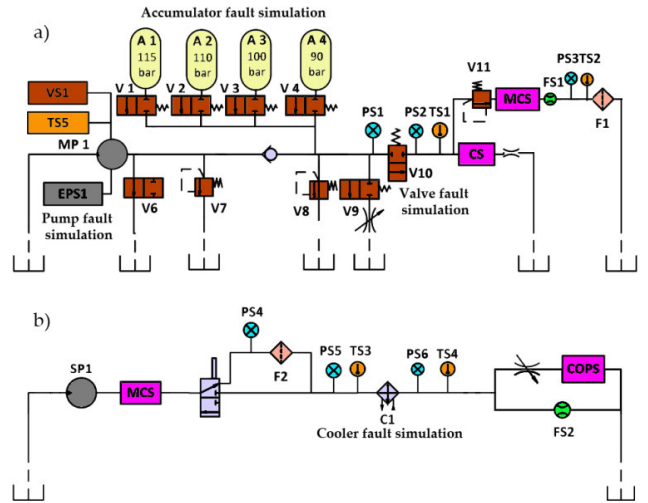 Accumulator fault simulation
a)
A 1 A 2 A 3 A 4
115 110 100 90
bar bar bar bar
V11
PS3 TS2
VS1
V 1 V 2 V 3 V 4
MCS
FS1
TS5
PS1 PS2 TS1
F1
MP 1
CS
V10
EPS1
V6 V7 V8 V9
Valve fault
simulation
Pump fault
simulation
b)
PS4
SP1
F2
PS5 TS3 PS6 TS4
MCS
COPS
C1
FS2
Cooler fault simulation